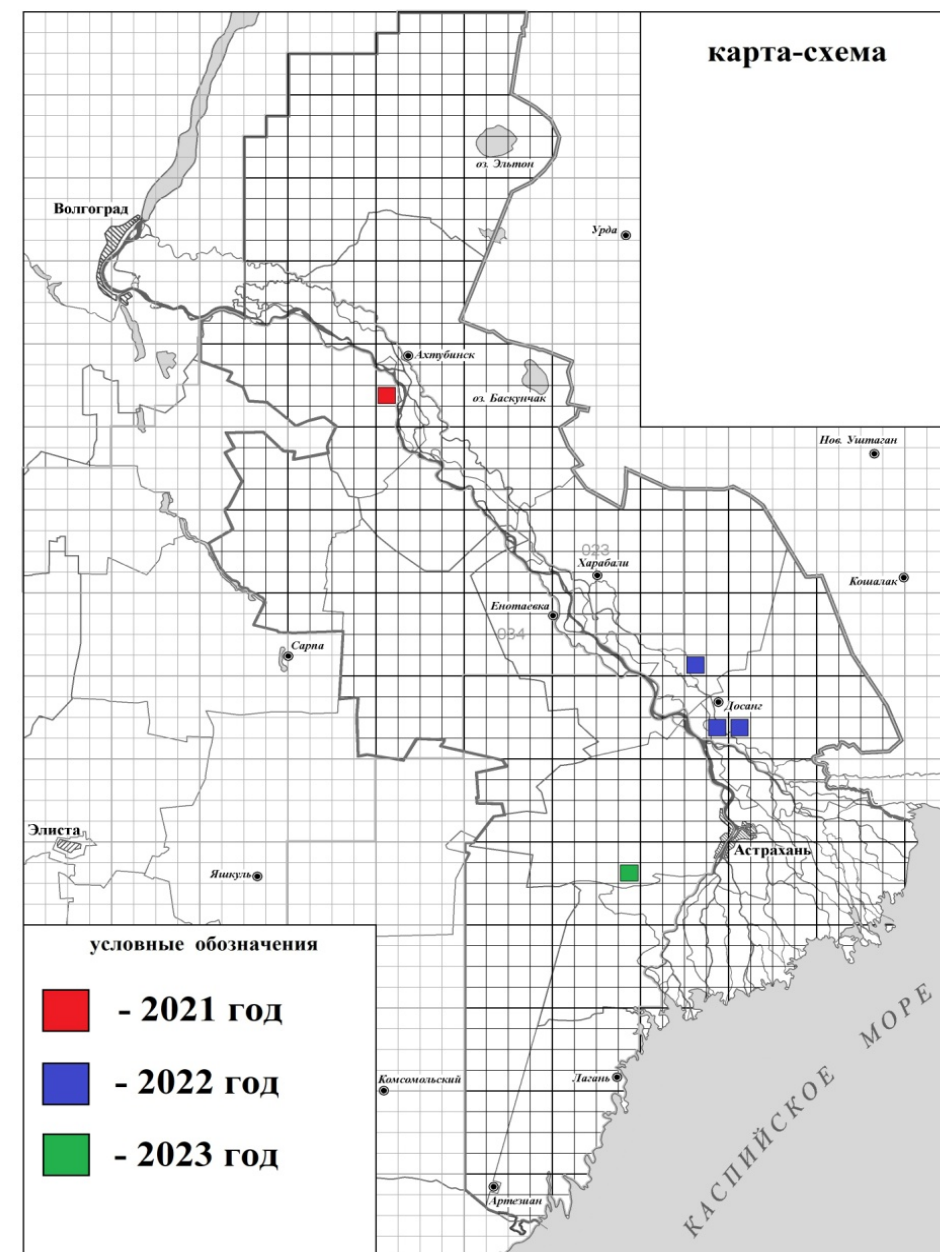 карта-схема
оз. Эльтон
Волгоград
Урда
Ахтубинск
оз. Баскунчак
Нов. Уштаган
023
Харабали
Кошалак
Енотаевка
034
Сарпа
Досанг
Элиста
Астрахань
Яшкуль
условные обозначения
- 2021 год
- 2022 год
- 2023 год
КАСПИЙСКОЕ МОРЕ
Комсомольский
Лагань
Артезиан